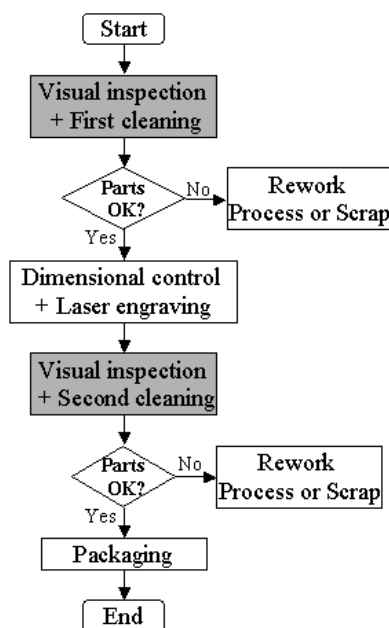 Start
Visual inspection
+ First cleaning
Parts
OK?
No
Rework
Process or Scrap
Yes
Dimensional control
+ Laser engraving
Visual inspection
+ Second cleaning
Parts
OK?
No
Rework
Process or Scrap
Yes
Packaging
End